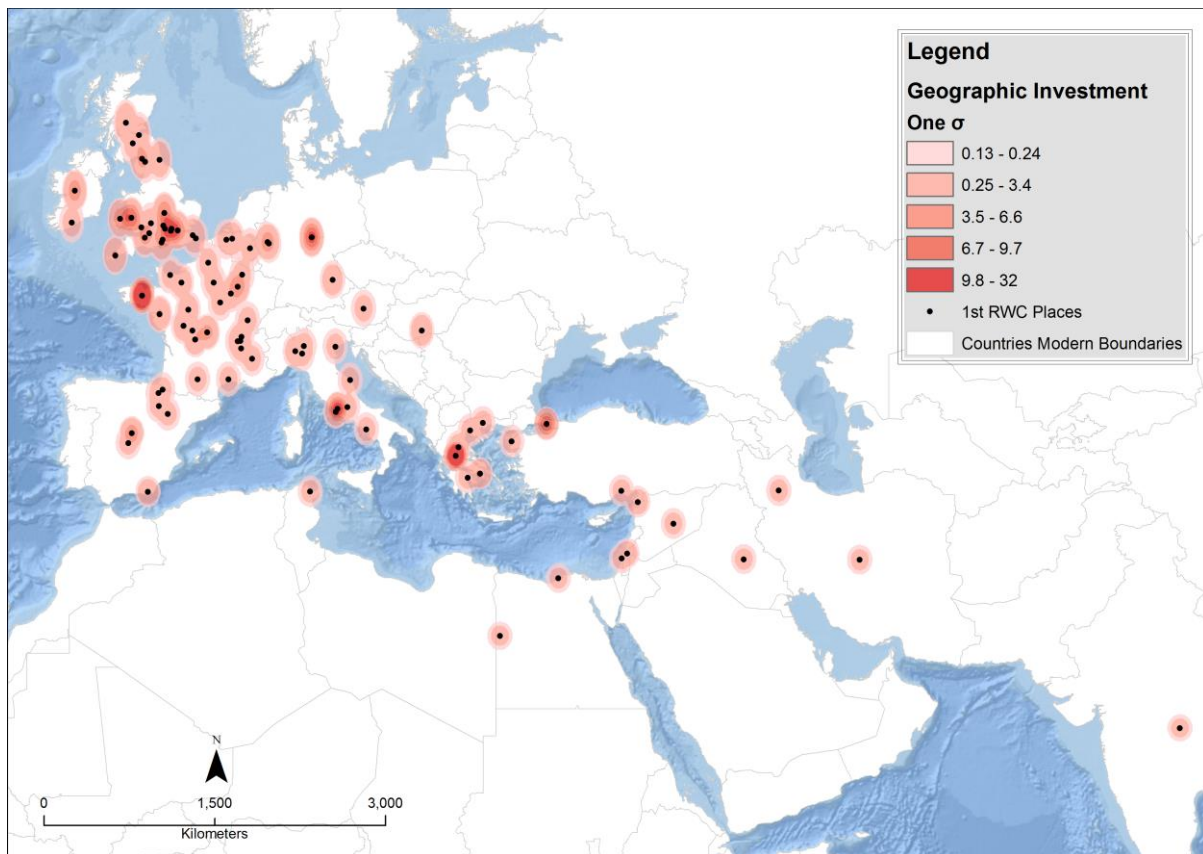 Legend
Geographic Investment
One σ
0.13 - 0.24
0.25 - 3.4
3.5 - 6.6
6.7 - 9.7
9.8 - 32
1st RWC Places
Countries Modern Boundaries
N
0 1,500 3,000
Kilometers